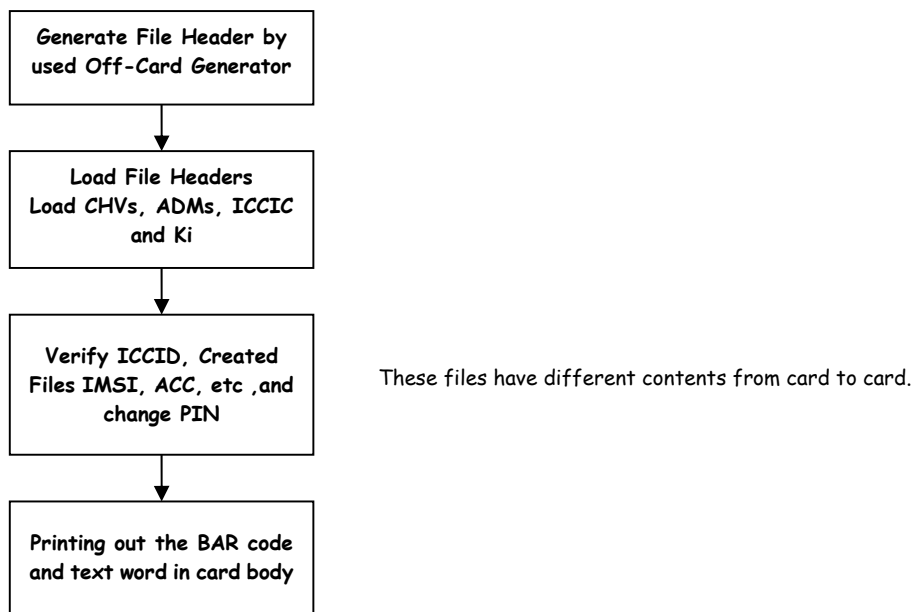 Generate File Header by
used Off-Card Generator
Load File Headers
Load CHVs, ADMs, ICCIC
and Ki
Verify ICCID, Created
Files IMSI, ACC, etc ,and
change PIN
These files have different contents from card to card.
Printing out the BAR code
and text word in card body